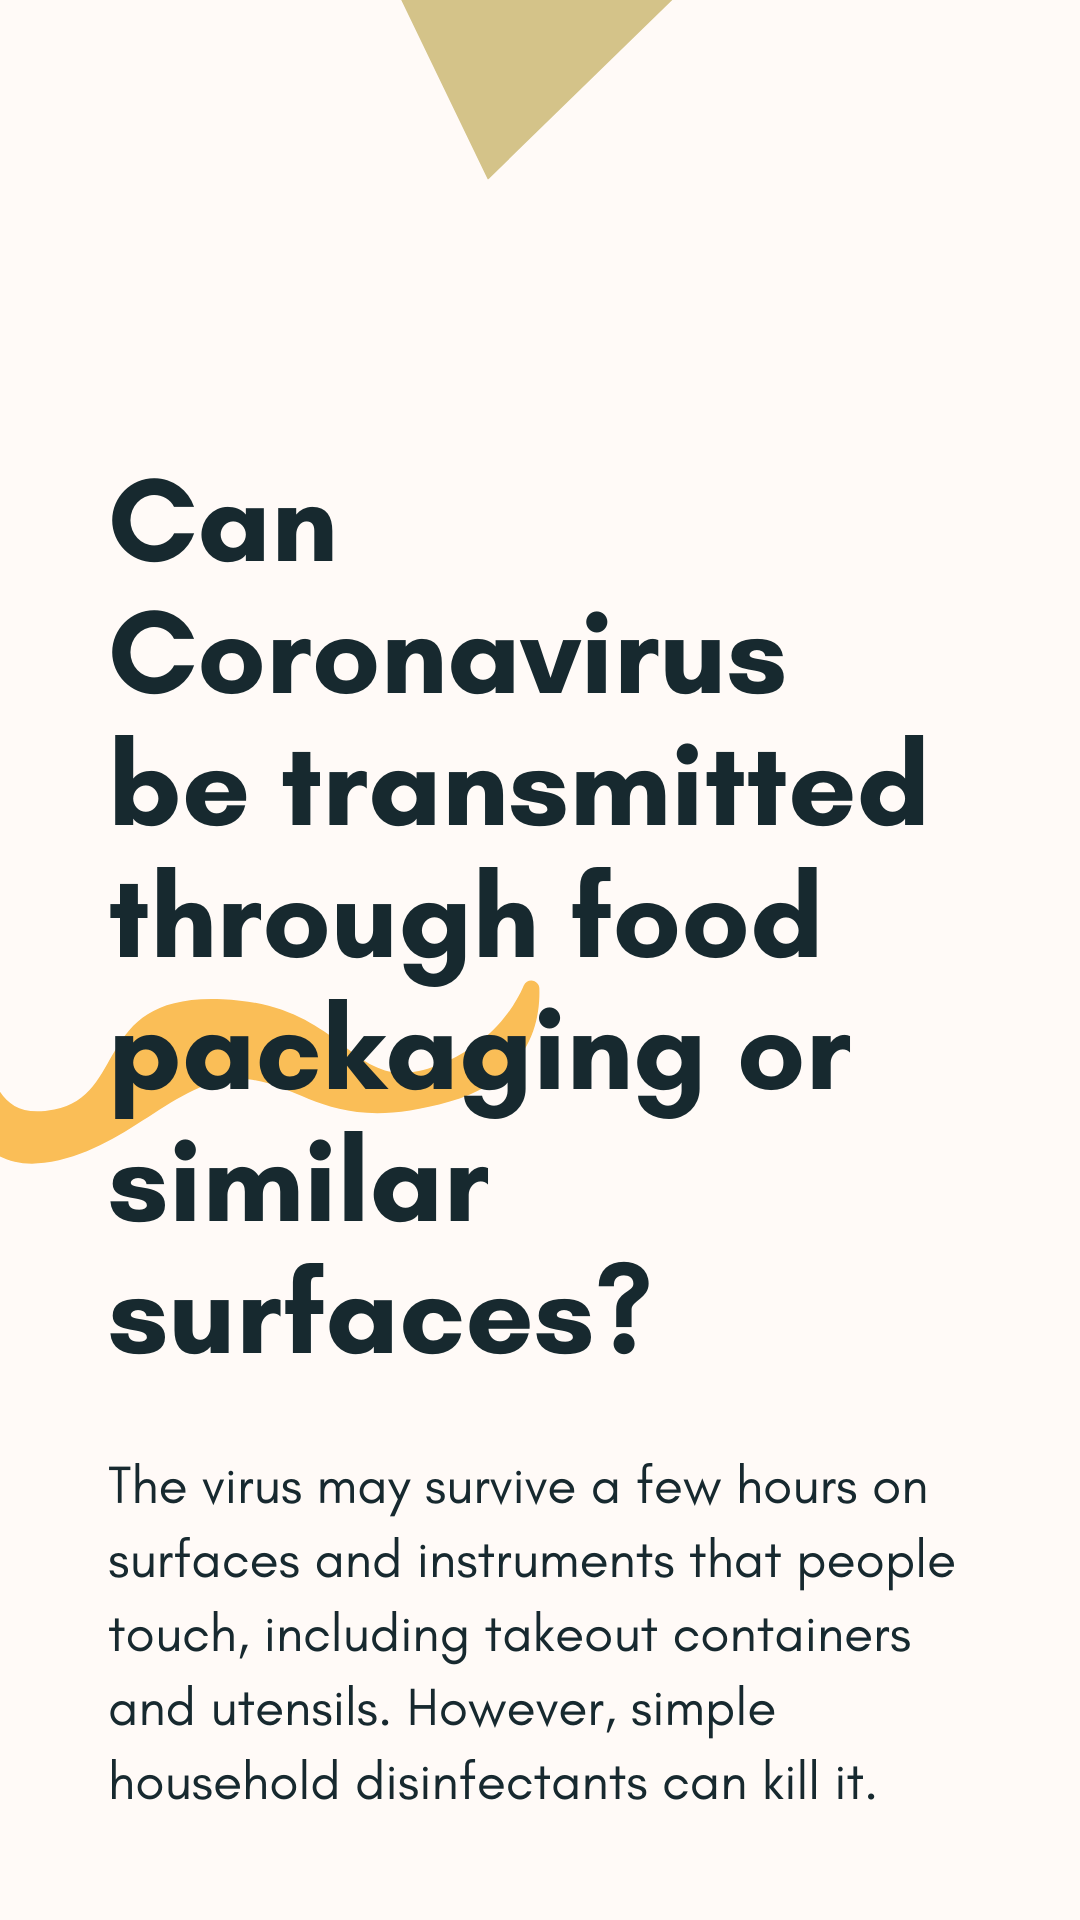 Can
Coronavirus
be transmitted
through food
packaging or
similar
surfaces?
The virus may survive a few hours on
surfaces and instruments that people
touch, including takeout containers
and utensils. However, simple
household disinfectants can kill it.